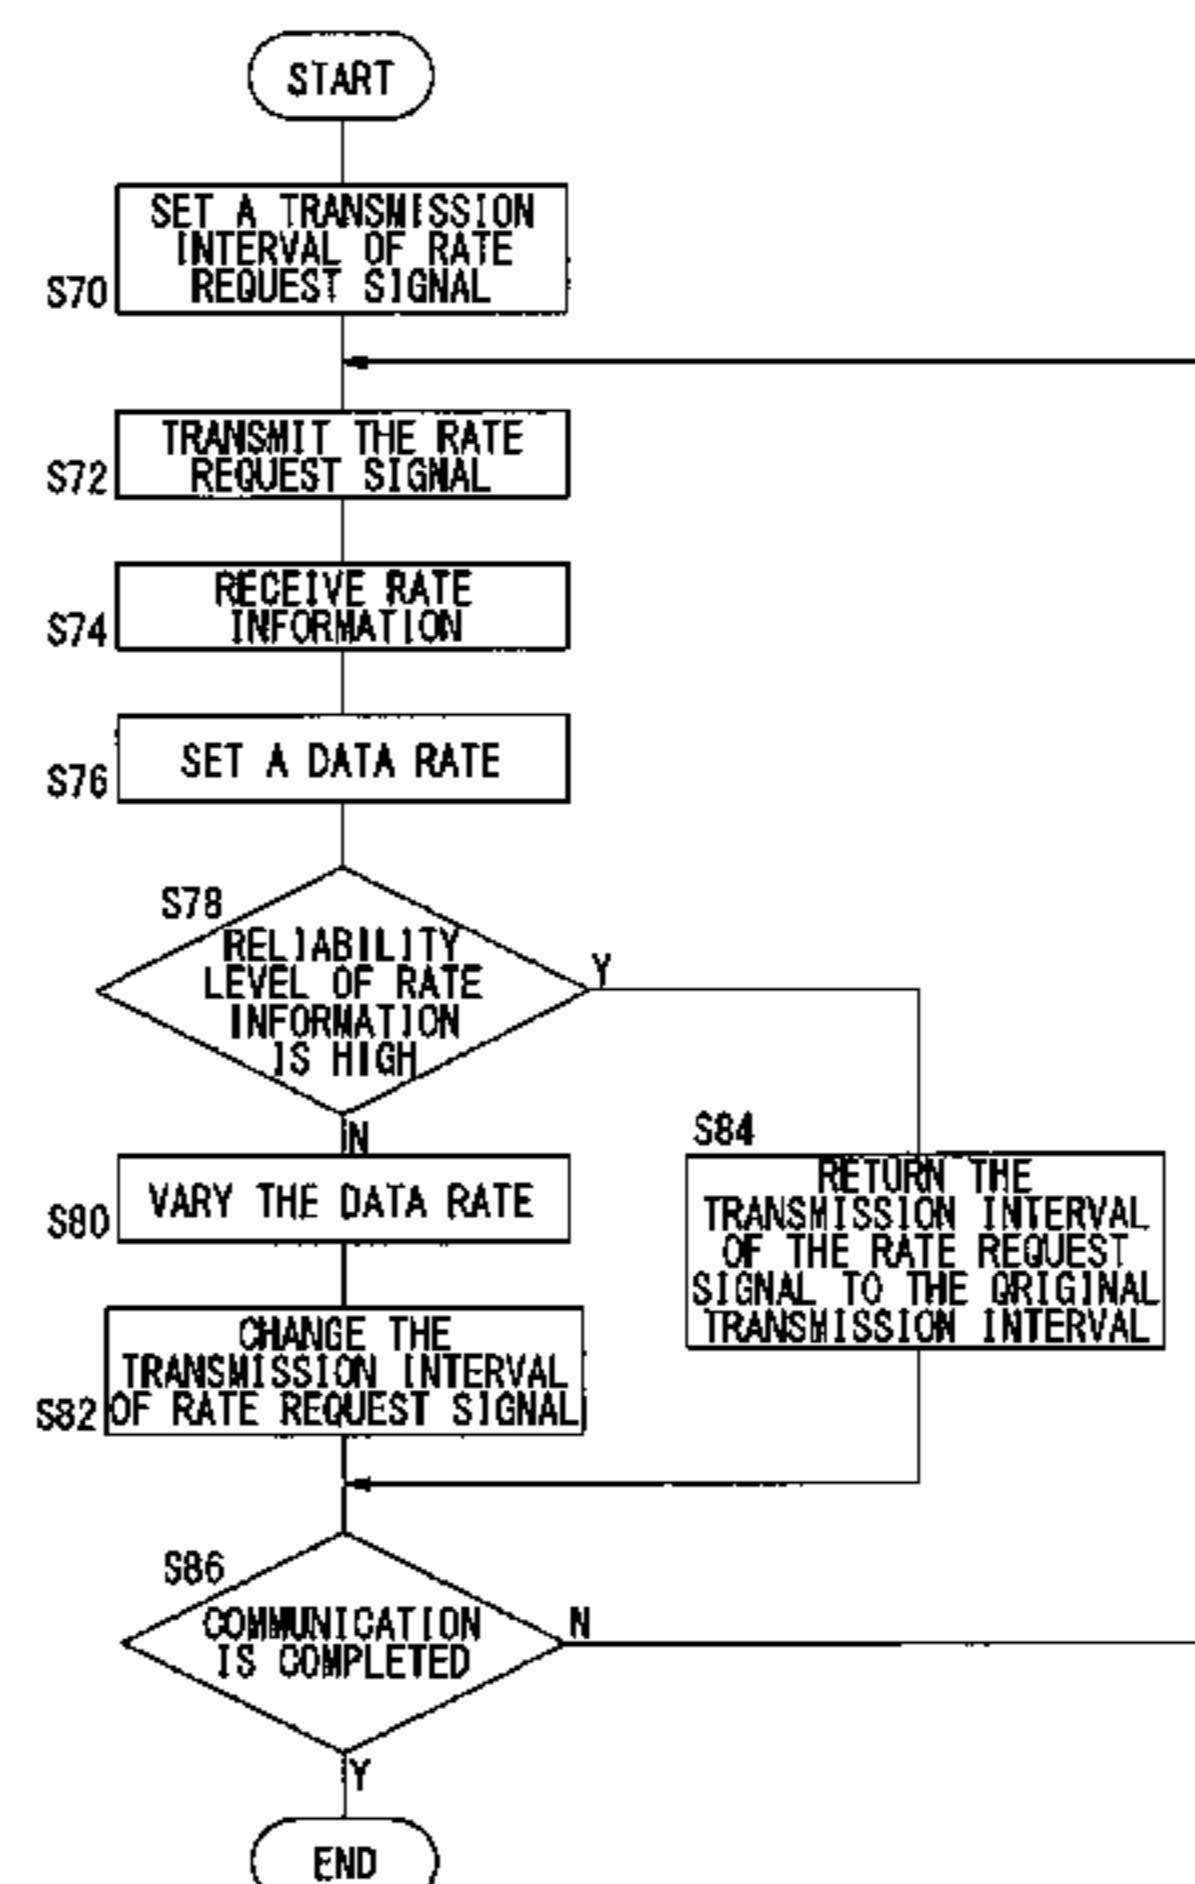 START
SET A TRANSMISSION
INTERVAL OF RATE
REQUEST SIGNAL
S70
TRANSMIT THE RATE
REQUEST SIGNAL
S72
RECEIVE RATE
INFORMATION
S74
SET A DATA RATE
S76
S78
RELIABILITY
LEVEL OF RATE
INFORMATION
IS HIGH
Y
N
S84
RETURN THE
TRANSMISSION INTERVAL
OF THE RATE REQUEST
SIGNAL TO THE ORIGINAL
TRANSMISSION INTERVAL
VARY THE DATA RATE
S80
CHANGE THE
TRANSMISSION INTERVAL
OF RATE REQUEST SIGNAL
S82
S86
COMMUNICATION
IS COMPLETED
N
Y
END